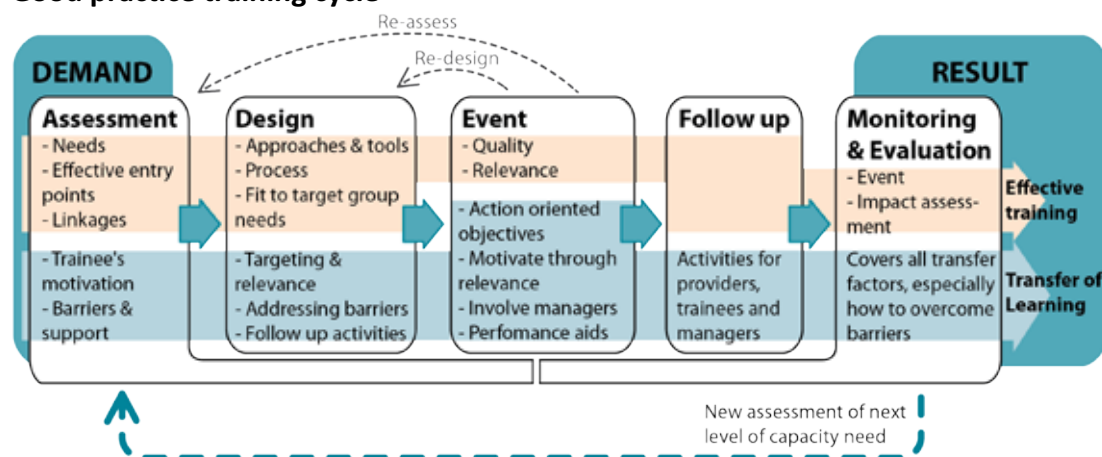 Good practice training cycle
Re-assess
Re-design
DEMAND
RESULT
Assessment
- Needs
- Effective entry
points
- Linkages
- Trainee's
motivation
- Barriers &
support
Design
- Approaches & tools
- Process
- Fit to target group
needs
- Targeting &
relevance
- Addressing barriers
- Follow up activities
Event
- Quality
- Relevance
- Action oriented
objectives
- Motivate through
relevance
- Involve managers
- Perfomance aids
Follow up
Activities for
providers,
trainees and
managers
Monitoring
& Evaluation
- Event
- Impact assess-
ment
Covers all transfer
factors, especially
how to overcome
barriers
Effective
training
Transfer of
Learning
New assessment of next
level of capacity need